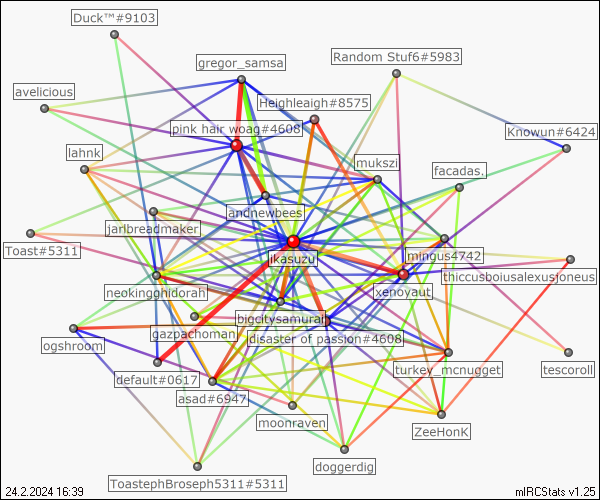 Duck™#9103
gregor_samsa
Random Stuf6#5983
avelicious
Heighleigh#8575
pink hair woag#4608
Knowun#6424
lahnk
mukszi
facadas.
andnewbees
jarlbreadmaker
Toast#5311
ikasuzu
mingus4742
thiccusboiusalexusjoneus
neokingghidorah
xenoyaut
bigcitysamurai
gazpachoman
disaster of passion#4608
ogshroom
default#0617
turkey_mcnugget
tescoroll
asad#6947
moonraven
ZeeHonK
doggerdig
ToastephBroseph5311#5311
24.2.2024 16:39
mIRCStats v1.25